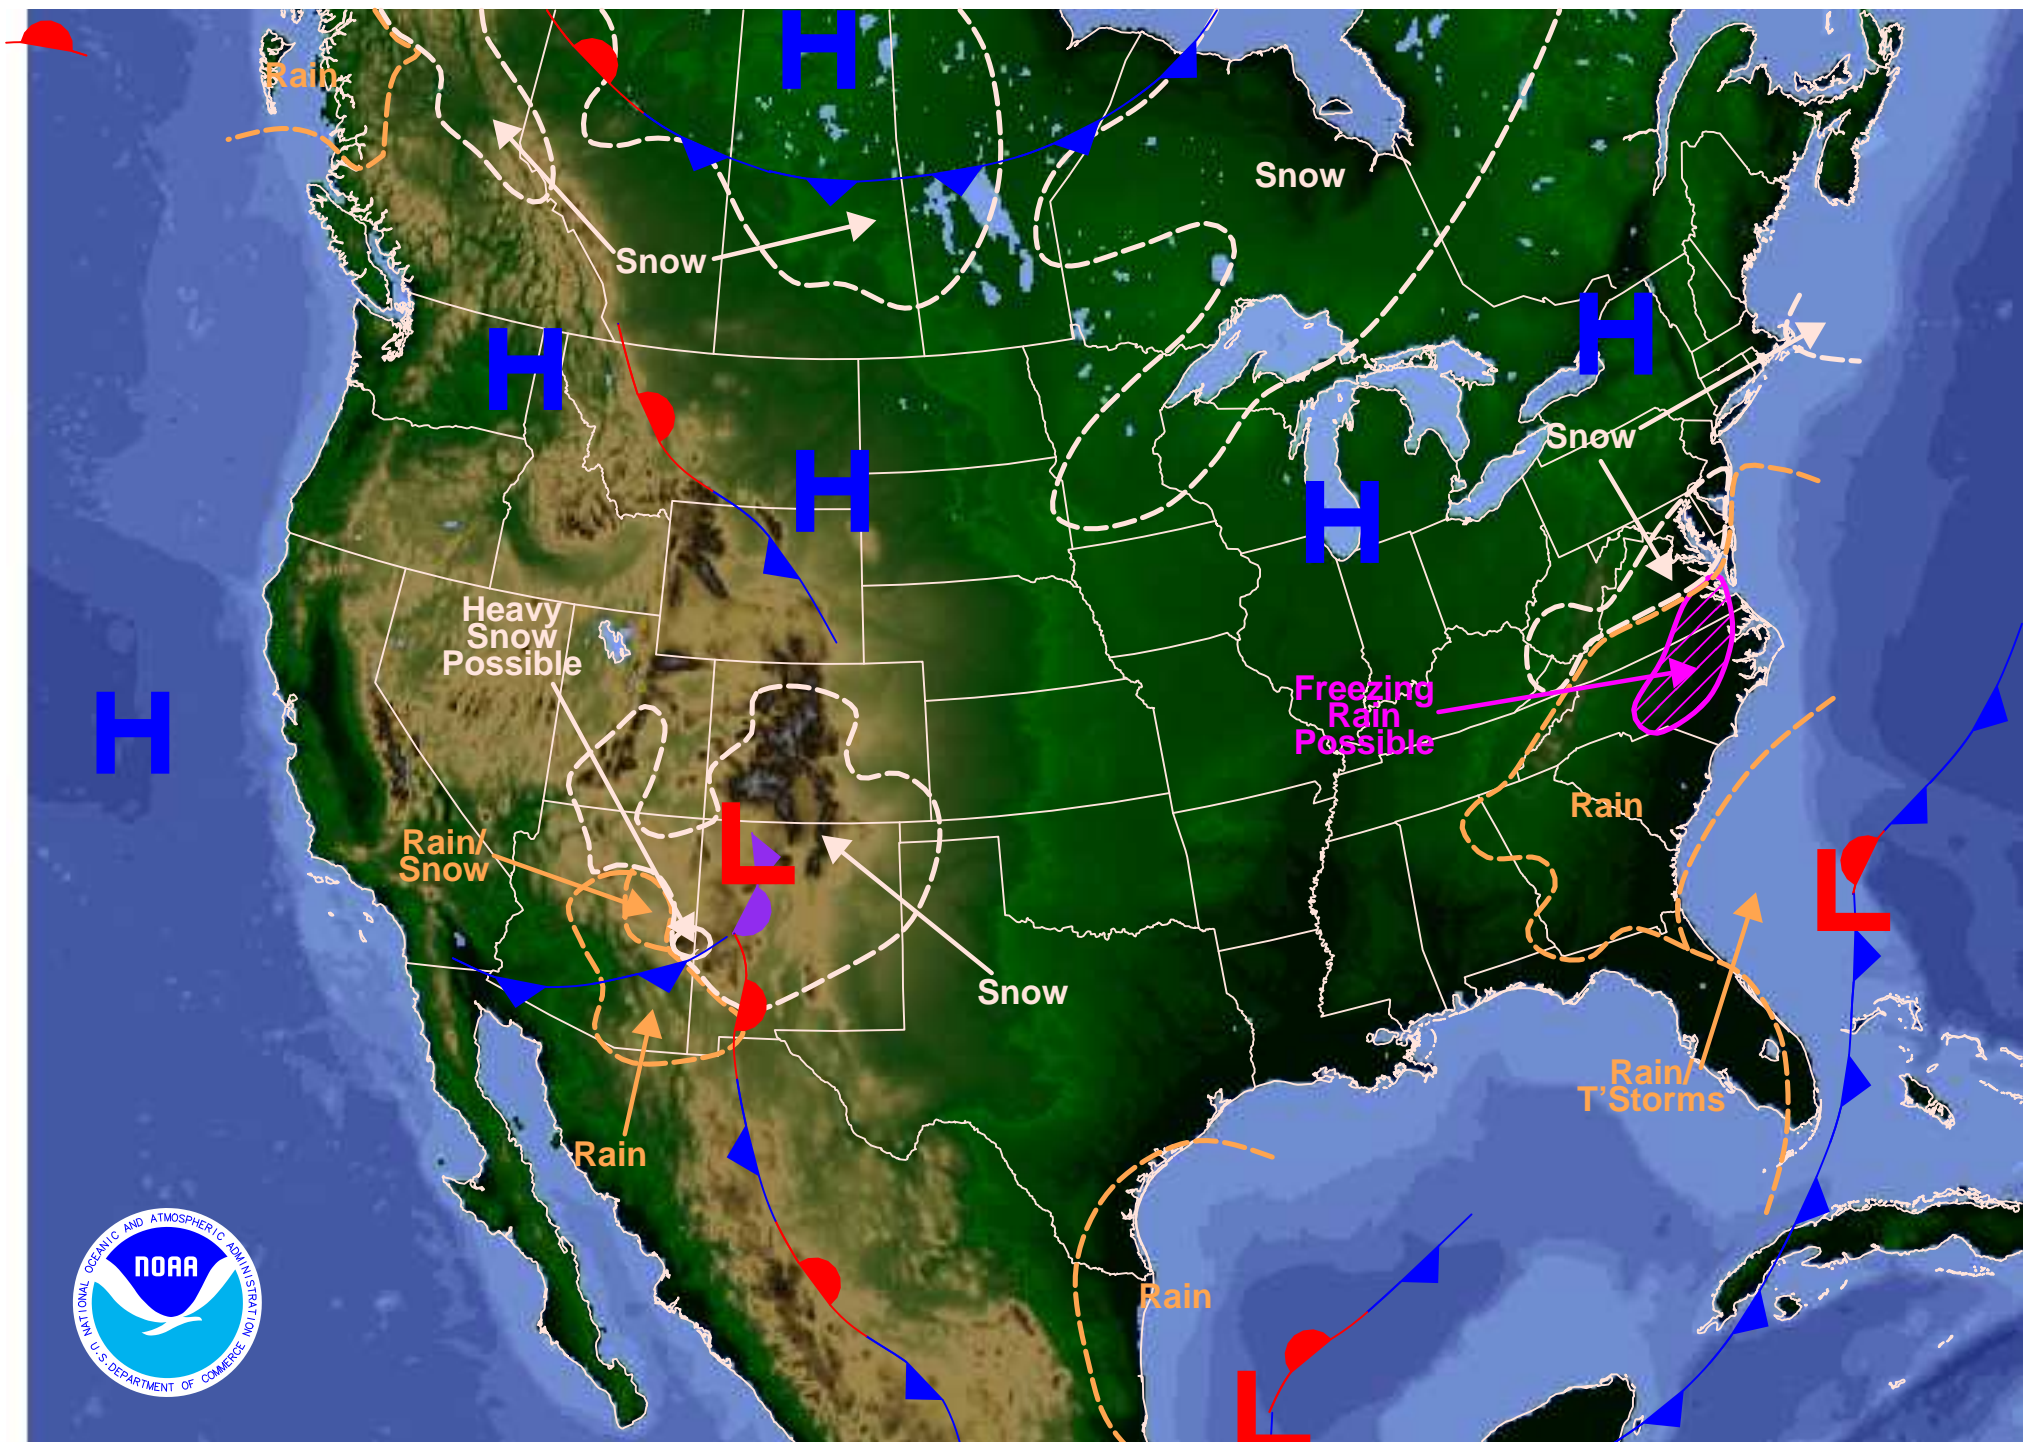 H
Rain
Snow
Snow
H
H
Snow
H
H
Heavy
Snow
Possible
Freezing
Rain
Possible
H
Rain
Rain/
Snow
L
L
Snow
Rain/
T'Storms
Rain
Rain
L
NATIONAL OCEANIC AND ATMOSPHERIC ADMINISTRATION
NOAA
U.S. DEPARTMENT OF COMMERCE